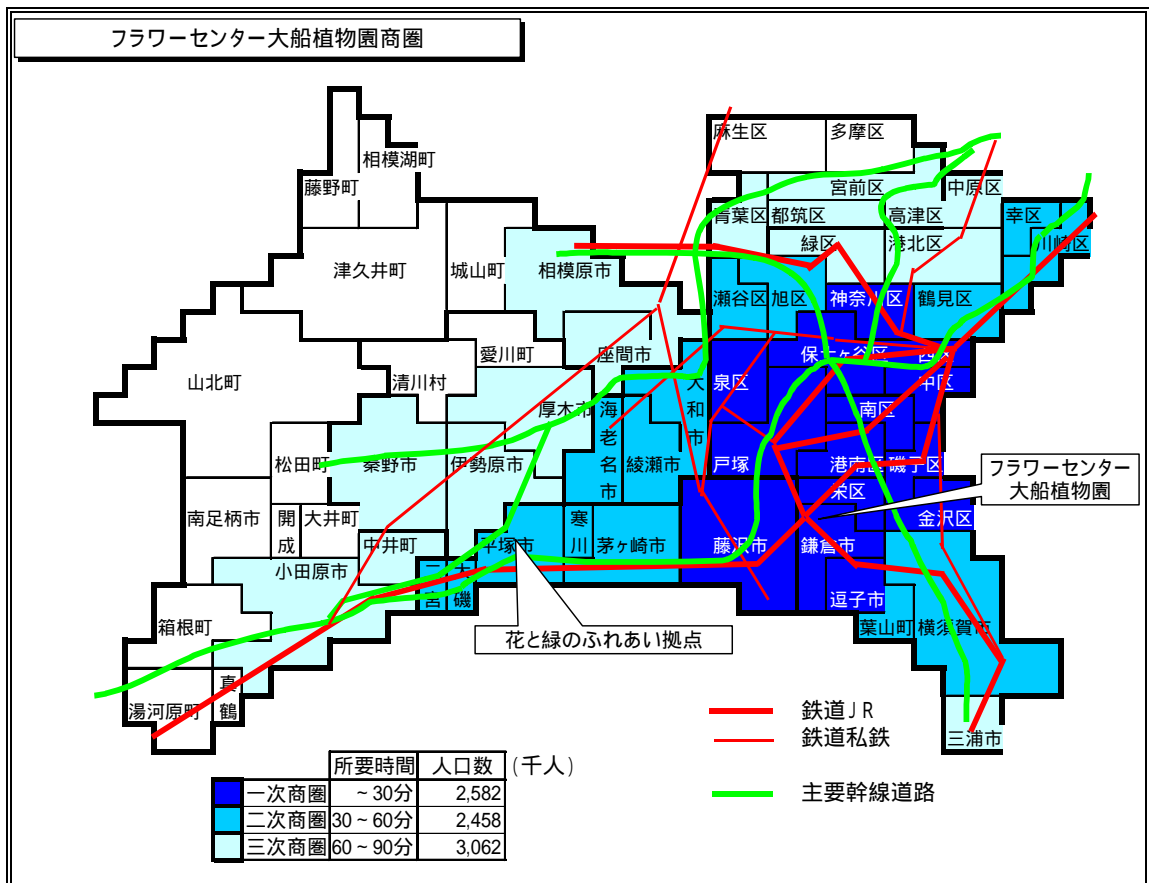 フラワーセンター大船植物園商圏
麻生区
多摩区
相模湖町
藤野町
宮前区
中原区
青葉区
都筑区
高津区
幸区
川崎区
緑区
港北区
津久井町
城山町
相模原市
瀬谷区
旭区
神奈川区
鶴見区
愛川町
座間市
保土ヶ谷区
西区
山北町
清川村
大和市
泉区
中区
厚木市
海老名市
南区
松田町
秦野市
伊勢原市
綾瀬市
戸塚
港南区
磯子区
フラワーセンター
大船植物園
栄区
南足柄市
開成
大井町
中井町
平塚市
寒川
茅ヶ崎市
藤沢市
鎌倉市
金沢区
小田原市
二宮
大磯
逗子市
箱根町
花と緑のふれあい拠点
葉山町
横須賀市
真鶴
湯河原町
三浦市
鉄道JR
鉄道私鉄
主要幹線道路
所要時間 人口数 (千人)
一次商圏 ~30分 2,582
二次商圏 30~60分 2,458
三次商圏 60~90分 3,062